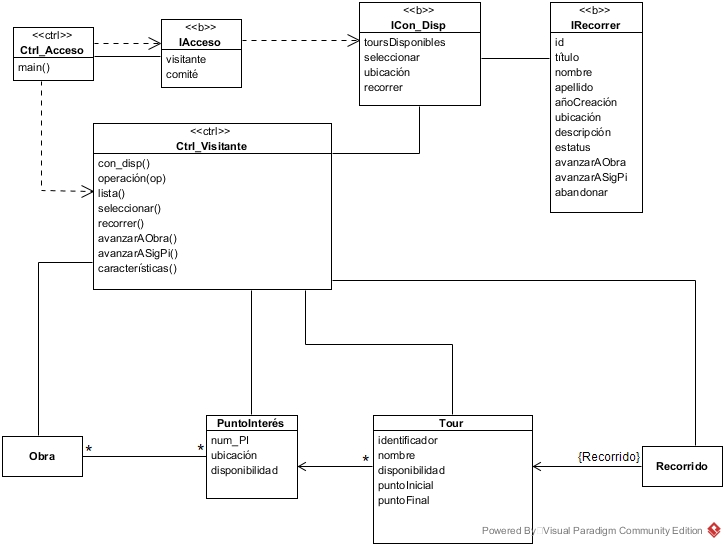 <<ctrl>>
Ctrl_Acceso
main()
<<b>>
IAcceso
visitante
comité
<<b>>
ICon_Disp
toursDisponibles
seleccionar
ubicación
recorrer
<<b>>
IRecorrer
id
título
nombre
apellido
añoCreación
ubicación
descripción
estatus
avanzarAObra
avanzarASigPi
abandonar
<<ctrl>>
Ctrl_Visitante
con_disp()
operación(op)
lista()
seleccionar()
recorrer()
avanzarAObra()
avanzarASigPi()
características()
Obra
*
*
PuntoInterés
num_PI
ubicación
disponibilidad
*
Tour
identificador
nombre
disponibilidad
puntoInicial
puntoFinal
{Recorrido}
Recorrido
Powered By Visual Paradigm Community Edition